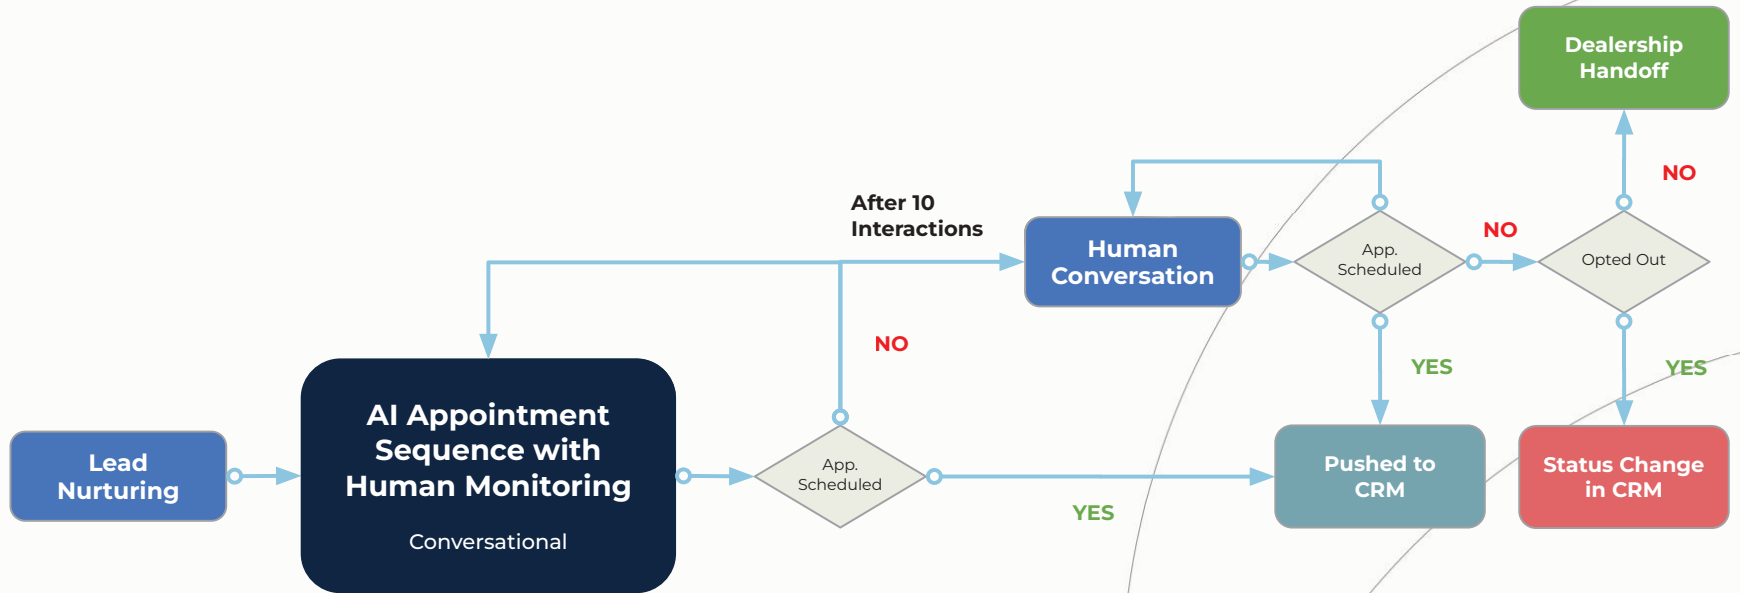 Dealership
Handoff
NO
After 10
Interactions
Human
Conversation
App.
Scheduled
NO
Opted Out
NO
YES
YES
AI Appointment
Sequence with
Human Monitoring
Conversational
Lead
Nurturing
App.
Scheduled
YES
Pushed to
CRM
Status Change
in CRM